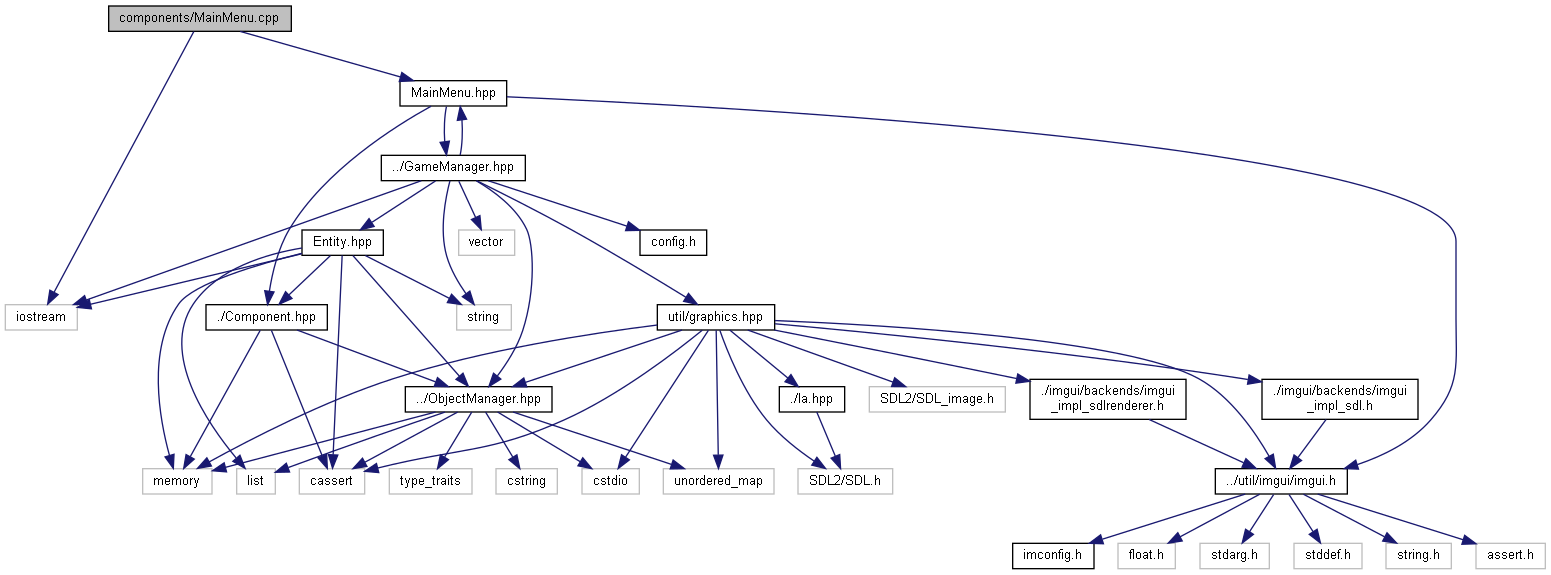 components/MainMenu.cpp
MainMenu.hpp
../GameManager.hpp
Entity.hpp
vector
config.h
iostream
./Component.hpp
string
util/graphics.hpp
../ObjectManager.hpp
./la.hpp
SDL2/SDL_image.h
./imgui/backends/imgui
_impl_sdlrenderer.h
./imgui/backends/imgui
_impl_sdl.h
memory
list
cassert
type_traits
cstring
cstdio
unordered_map
SDL2/SDL.h
../util/imgui/imgui.h
imconfig.h
float.h
stdarg.h
stddef.h
string.h
assert.h